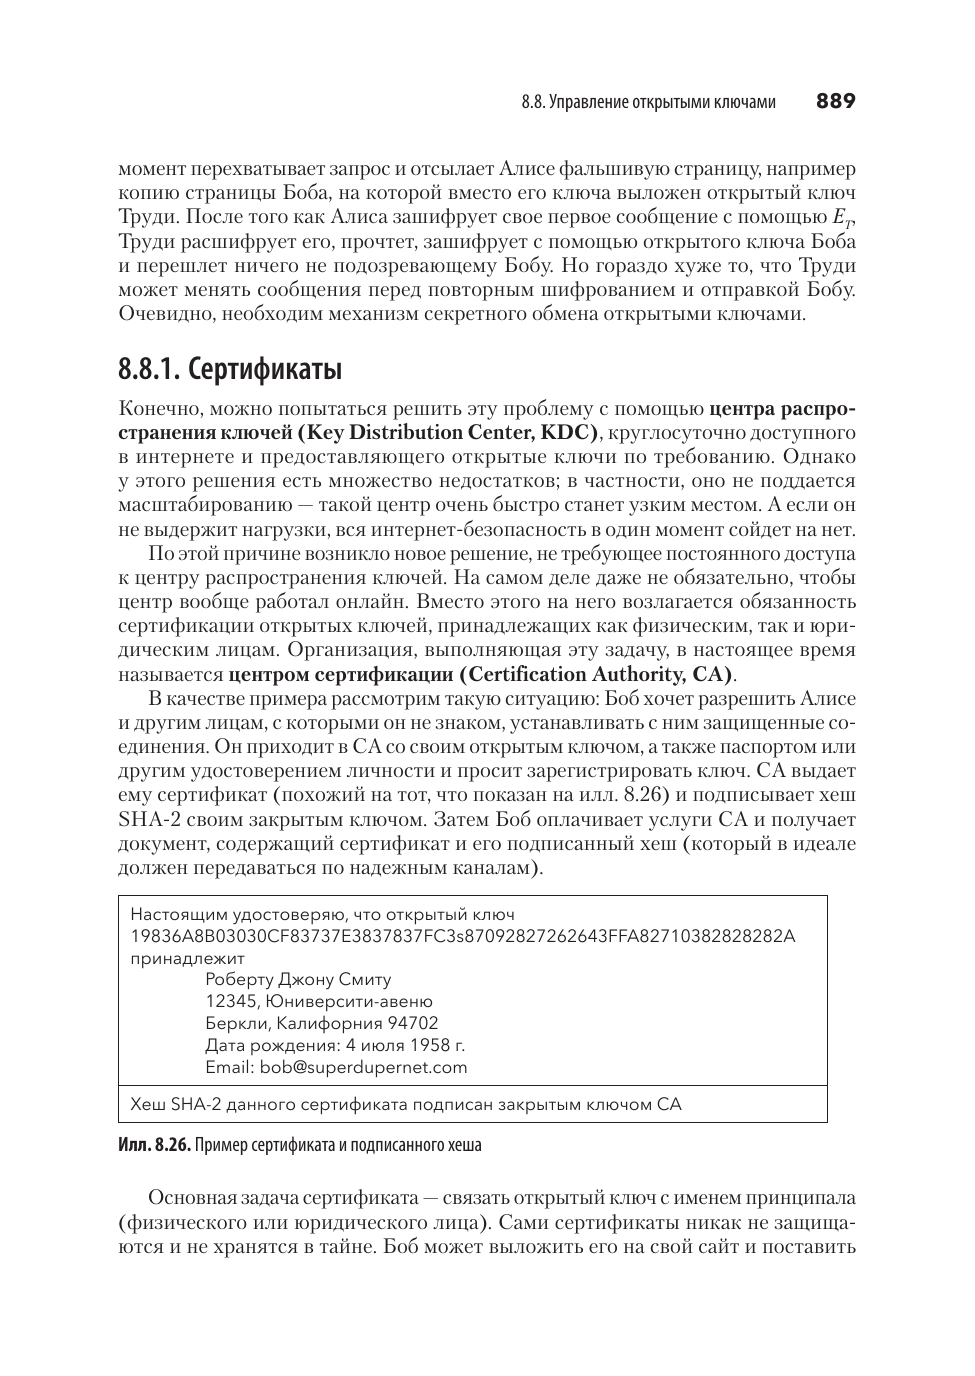 8.8. Управление открытыми ключами 889
момент перехватывает запрос и отсылает Алисе фальшивую страницу, например
копию страницы Боба, на которой вместо его ключа выложен открытый ключ
Труди. После того как Алиса зашифрует свое первое сообщение с помощью E_T,
Труди расшифрует его, прочтет, зашифрует с помощью открытого ключа Боба
и перешлет ничего не подозревающему Бобу. Но гораздо хуже то, что Труди
может менять сообщения перед повторным шифрованием и отправкой Бобу.
Очевидно, необходим механизм секретного обмена открытыми ключами.
8.8.1. Сертификаты
Конечно, можно попытаться решить эту проблему с помощью центра распро-
странения ключей (Key Distribution Center, KDC), круглосуточно доступного
в интернете и предоставляющего открытые ключи по требованию. Однако
у этого решения есть множество недостатков; в частности, оно не поддается
масштабированию — такой центр очень быстро станет узким местом. А если он
не выдержит нагрузки, вся интернет-безопасность в один момент сойдет на нет.
По этой причине возникло новое решение, не требующее постоянного доступа
к центру распространения ключей. На самом деле даже не обязательно, чтобы
центр вообще работал онлайн. Вместо этого на него возлагается обязанность
сертификации открытых ключей, принадлежащих как физическим, так и юри-
дическим лицам. Организация, выполняющая эту задачу, в настоящее время
называется центром сертификации (Certification Authority, CA).
В качестве примера рассмотрим такую ситуацию: Боб хочет разрешить Алисе
и другим лицам, с которыми он не знаком, устанавливать с ним защищенные со-
единения. Он приходит в CA со своим открытым ключом, а также паспортом или
другим удостоверением личности и просит зарегистрировать ключ. CA выдает
ему сертификат (похожий на тот, что показан на илл. 8.26) и подписывает хеш
SHA-2 своим закрытым ключом. Затем Боб оплачивает услуги CA и получает
документ, содержащий сертификат и его подписанный хеш (который в идеале
должен передаваться по надежным каналам).
Настоящим удостоверяю, что открытый ключ
19836A8B03030CF83737E3837837FC3s87092827262643FFA82710382828282A
принадлежит
Роберту Джону Смиту
12345, Юниверсити-авеню
Беркли, Калифорния 94702
Дата рождения: 4 июля 1958 г.
Email: bob@superdupernet.com
Хеш SHA-2 данного сертификата подписан закрытым ключом CA
Илл. 8.26. Пример сертификата и подписанного хеша
Основная задача сертификата — связать открытый ключ с именем принципала
(физического или юридического лица). Сами сертификаты никак не защища-
ются и не хранятся в тайне. Боб может выложить его на свой сайт и поставить